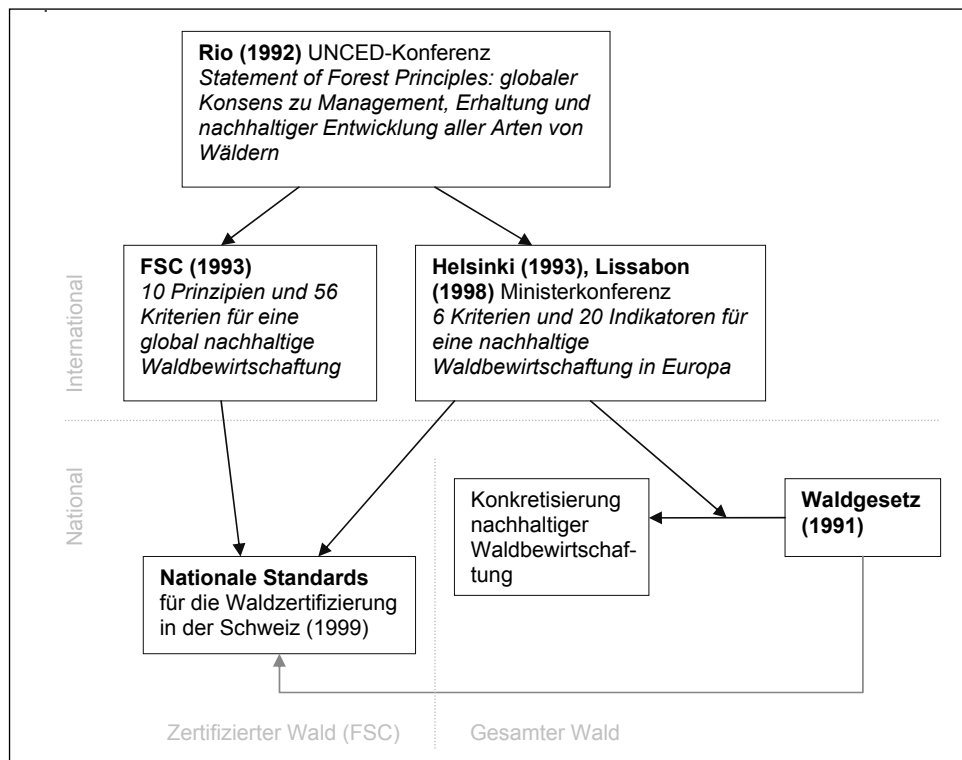 Rio (1992) UNCED-Konferenz
Statement of Forest Principles: globaler
Konsens zu Management, Erhaltung und
nachhaltiger Entwicklung aller Arten von
Wäldern
International
FSC (1993)
10 Prinzipien und 56
Kriterien für eine
global nachhaltige
Waldbewirtschaftung
Helsinki (1993), Lissabon
(1998) Ministerkonferenz
6 Kriterien und 20 Indikatoren für
eine nachhaltige
Waldbewirtschaftung in Europa
National
Konkretisierung
nachhaltiger
Waldbewirtschaf-
tung
Waldgesetz
(1991)
Nationale Standards
für die Waldzertifizierung
in der Schweiz (1999)
Zertifizierter Wald (FSC)
Gesamter Wald